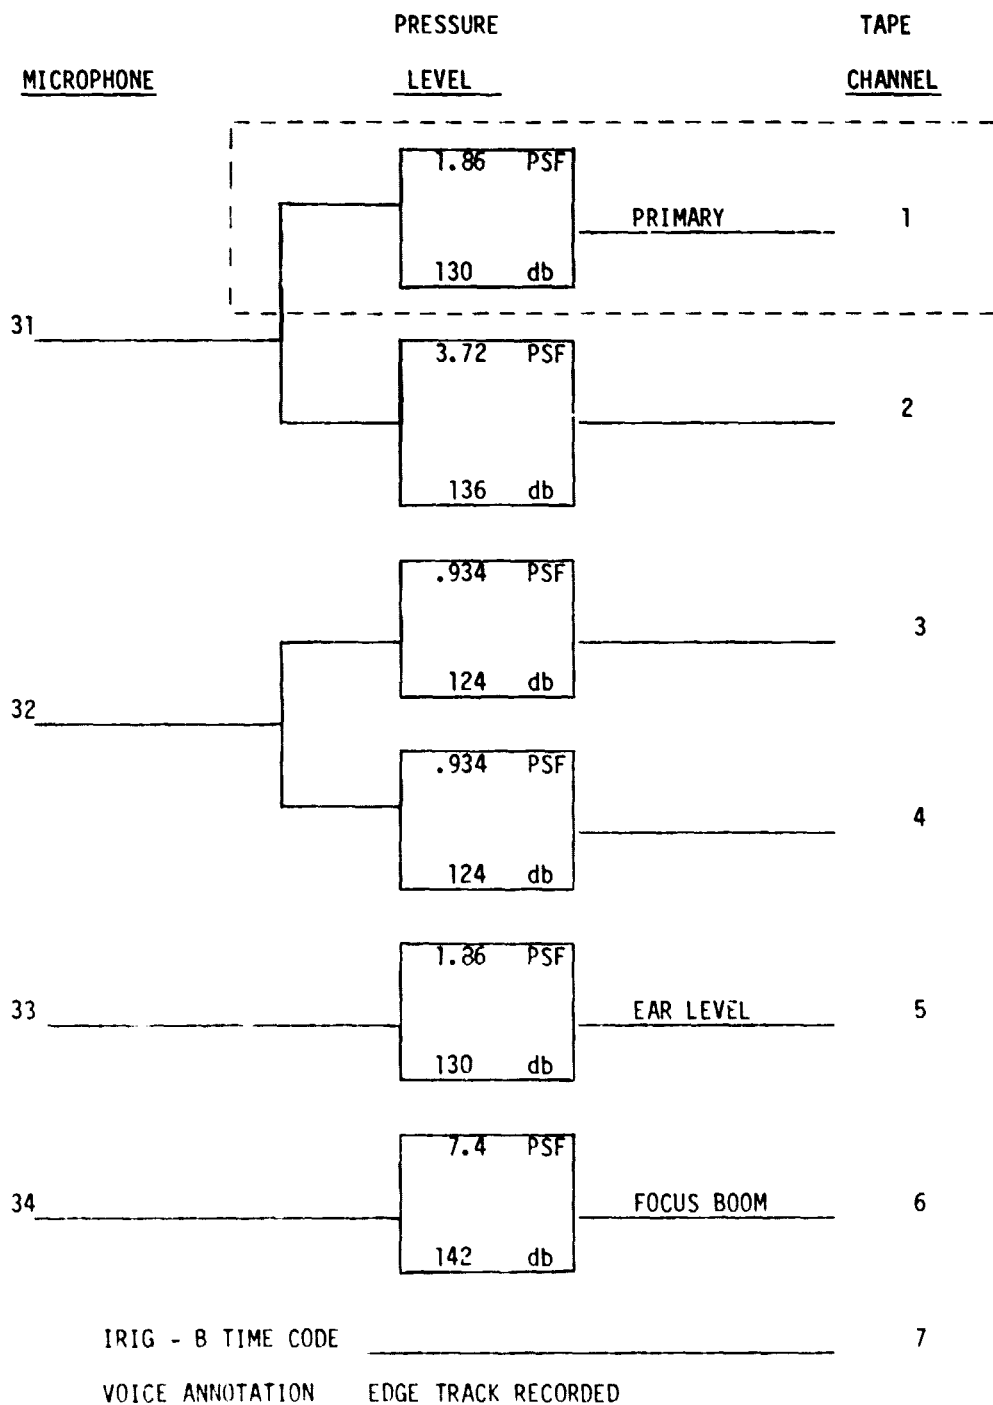 PRESSURE TAPE
MICROPHONE LEVEL CHANNEL
1.86 PSF
PRIMARY 1
130 db
31
3.72 PSF
2
136 db
.934 PSF
3
124 db
32
.934 PSF
4
124 db
1.86 PSF
33 EAR LEVEL 5
130 db
7.4 PSF
34 FOCUS BOOM 6
142 db
IRIG - B TIME CODE 7
VOICE ANNOTATION EDGE TRACK RECORDED